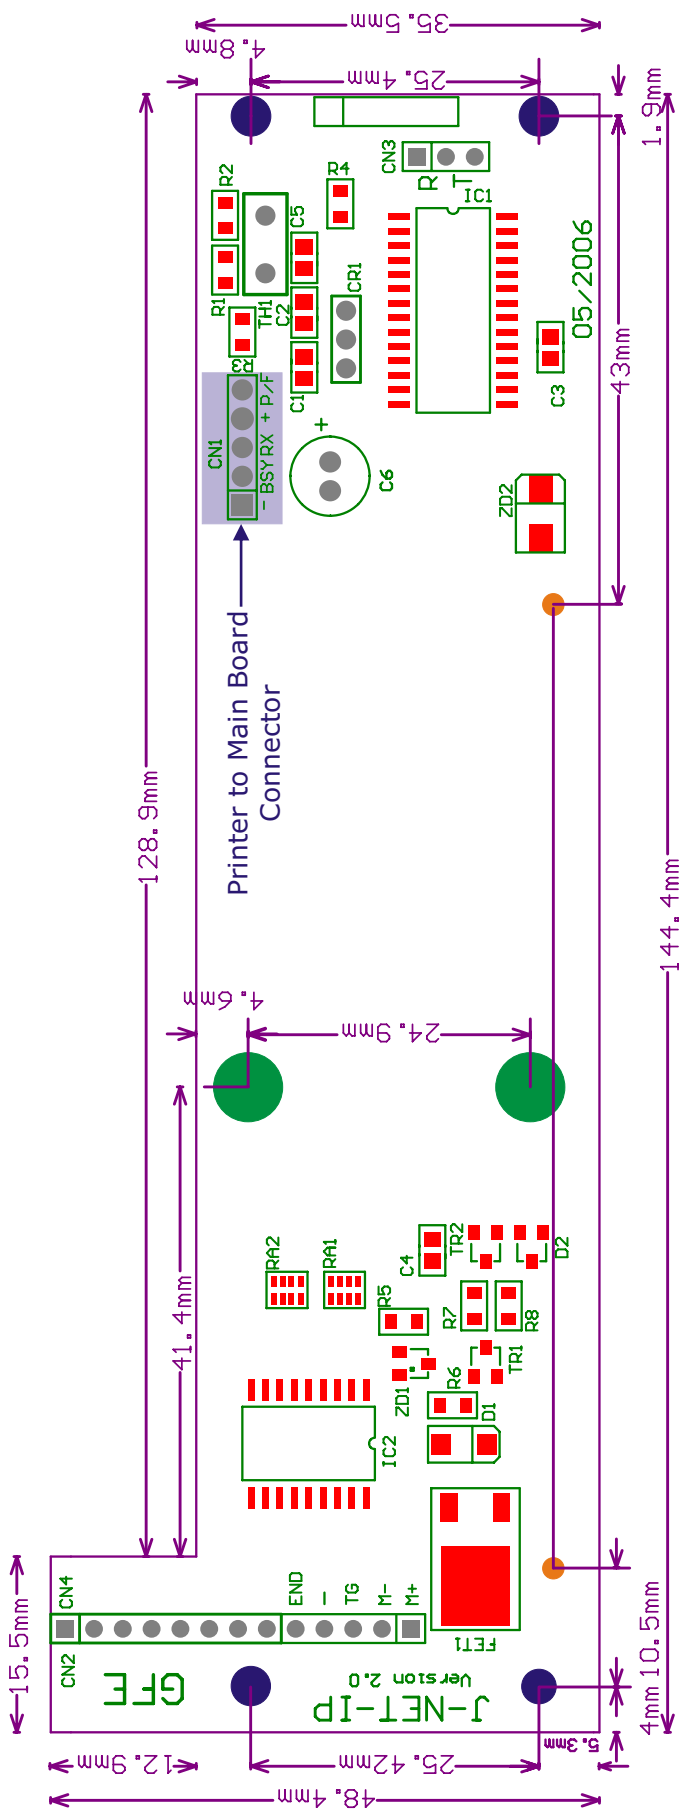 35.5mm
4.8mm
25.4mm
1.9mm
R2
R4
CN3
R
T
IC1
C5
R1
TH1
C2
CR1
R3
C1
05/2006
43mm
C3
CN1
- BSY RX + P/F
+
C6
ZD2
Printer to Main Board
Connector
128.9mm
144.4mm
4.6mm
24.9mm
RA2
RA1
C4
TR2
D2
R5
R7
R8
41.4mm
ZD1
TR1
R6
D1
IC2
CN4
END
-
TG
M-
M+
FET1
15.5mm
CN2
GFE
Version 2.0
J-NET-IP
10.5mm
4mm
5.3mm
12.9mm
25.42mm
48.4mm